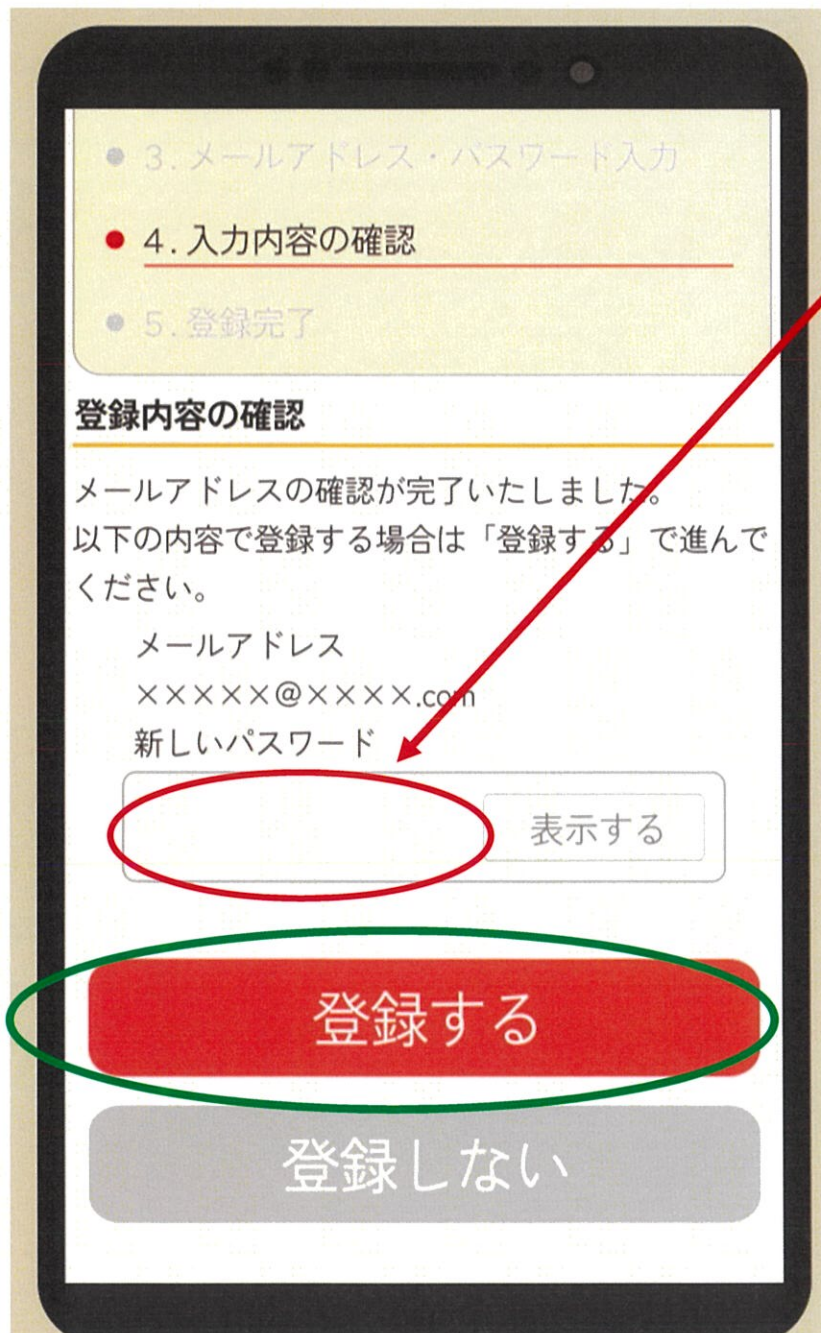 3. メールアドレス・パスワード入力
4. 入力内容の確認
5. 登録完了
登録内容の確認
メールアドレスの確認が完了いたしました。
以下の内容で登録する場合は「登録する」で進んで
ください。
メールアドレス
×××××@××××.com
新しいパスワード
表示する
登録する
登録しない